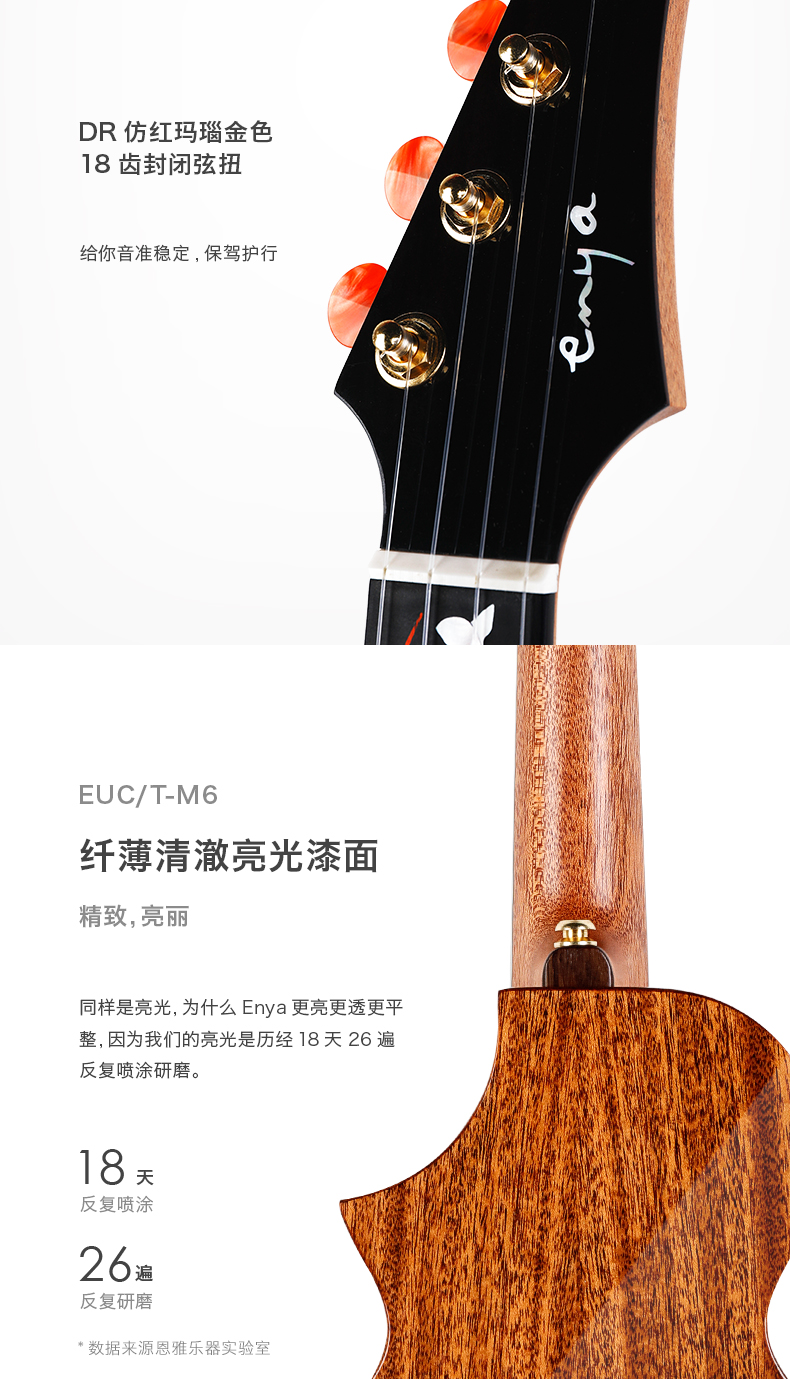 DR 仿红玛瑙金色
18 齿封闭弦扭
给你音准稳定，保驾护行
enya
EUC/T-M6
纤薄清澈亮光漆面
精致，亮丽
同样是亮光，为什么 Enya 更亮更透更平
整，因为我们的亮光是历经 18 天 26 遍
反复喷涂研磨。
18 天
反复喷涂
26遍
反复研磨
* 数据来源恩雅乐器实验室